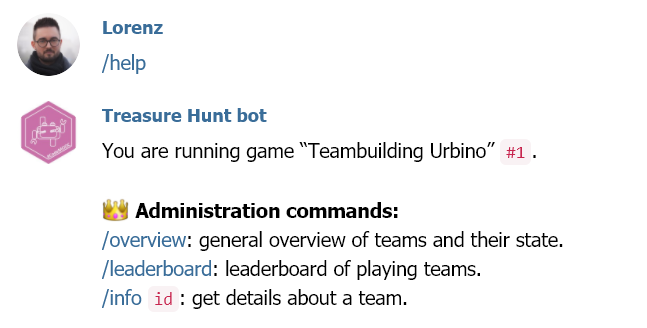 Lorenz
/help
Treasure Hunt bot
You are running game “Teambuilding Urbino” #1.
👑 Administration commands:
/overview: general overview of teams and their state.
/leaderboard: leaderboard of playing teams.
/info id: get details about a team.